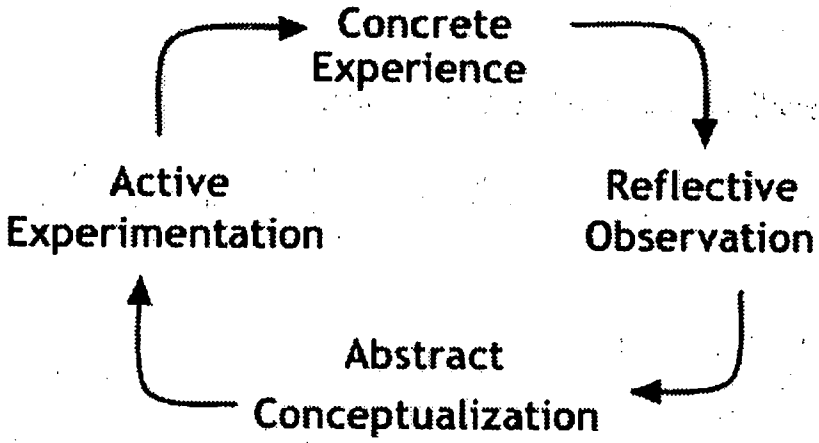 Concrete
Experience
Active
Experimentation
Reflective
Observation
Abstract
Conceptualization